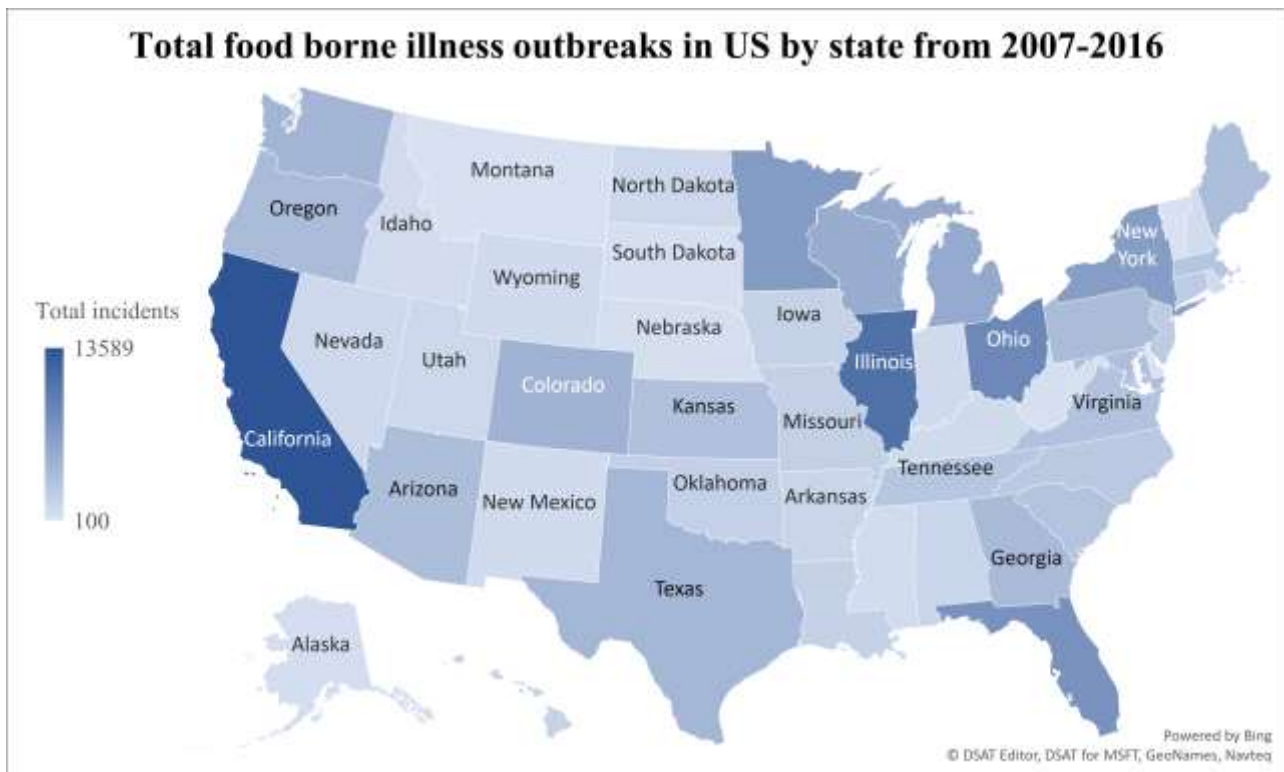 Total food borne illness outbreaks in US by state from 2007-2016
Montana
North Dakota
Oregon
Idaho
New
York
South Dakota
Wyoming
Total incidents
13589
Iowa
Nebraska
Nevada
Utah
Illinois
Ohio
Colorado
Kansas
Missouri
Virginia
California
Tennessee
Arizona
New Mexico
Oklahoma
Arkansas
100
Georgia
Texas
Alaska
Powered by Bing
© DSAT Editor, DSAT for MSFT, GeoNames, Navteq